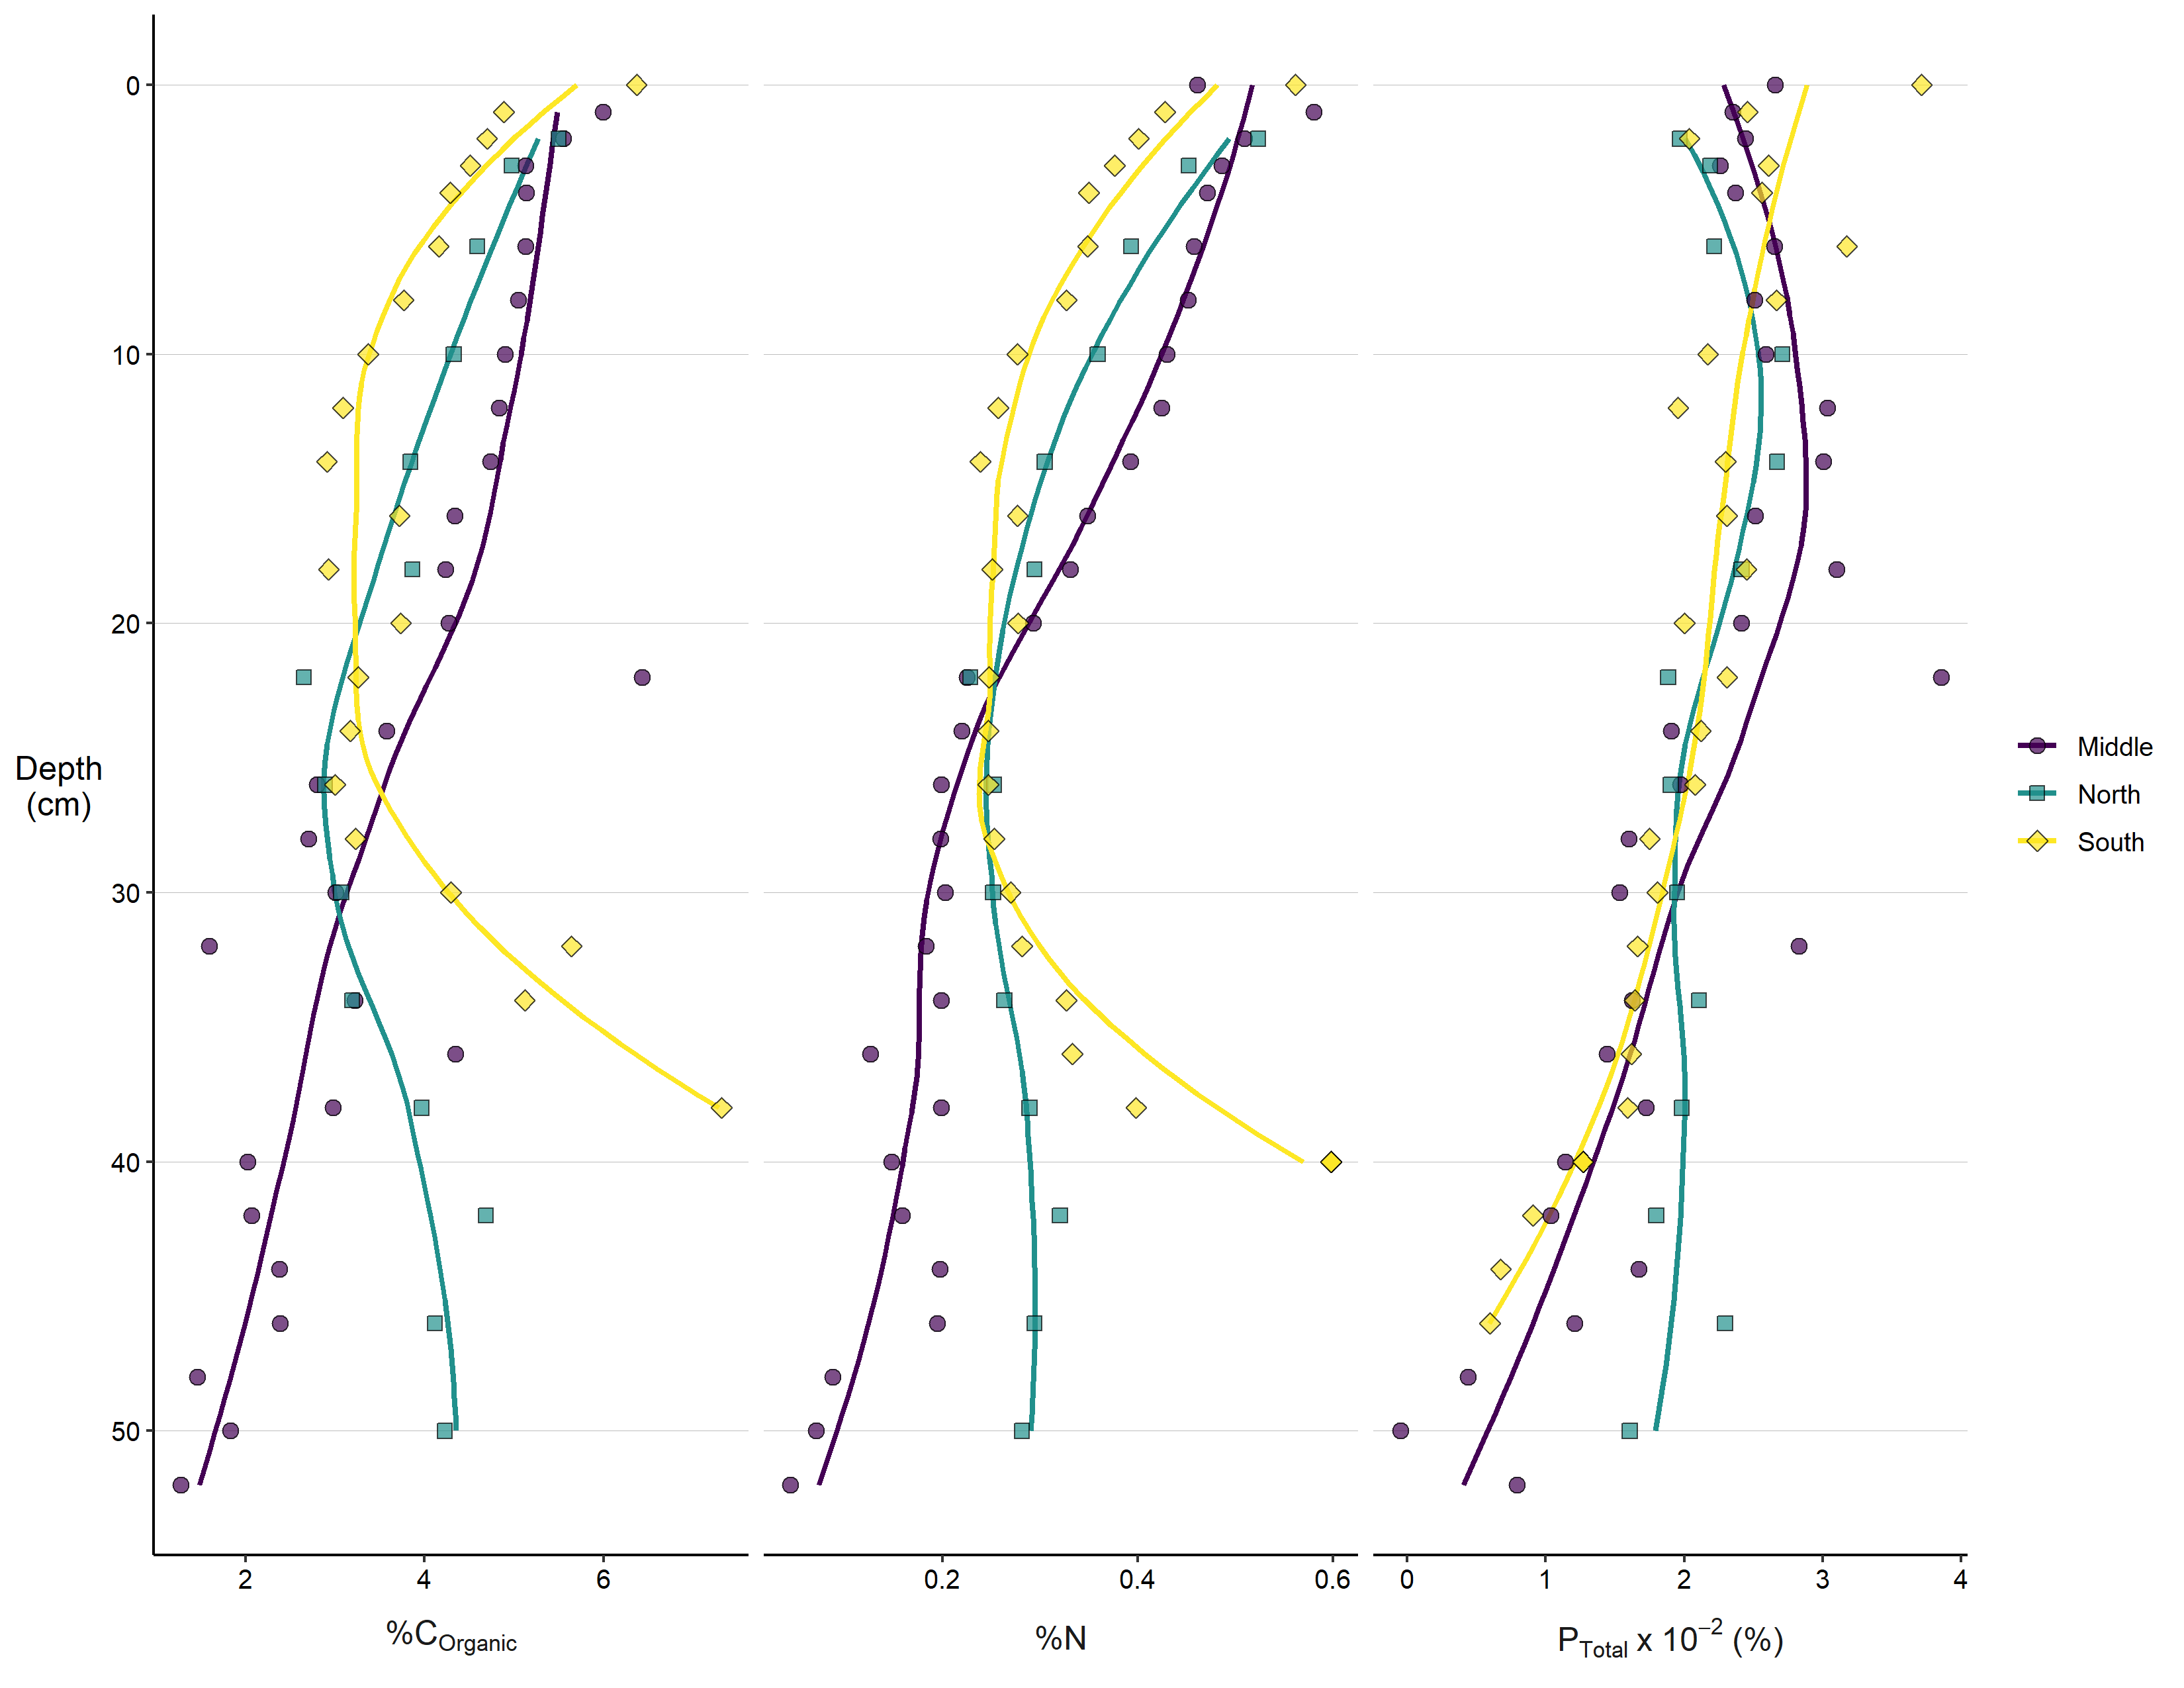 0
10
20
30
40
50
Depth
(cm)
2 4 6
0.2 0.4 0.6
0 1 2 3 4
%C Organic
%N
P Total x 10⁻² (%)
Middle
North
South